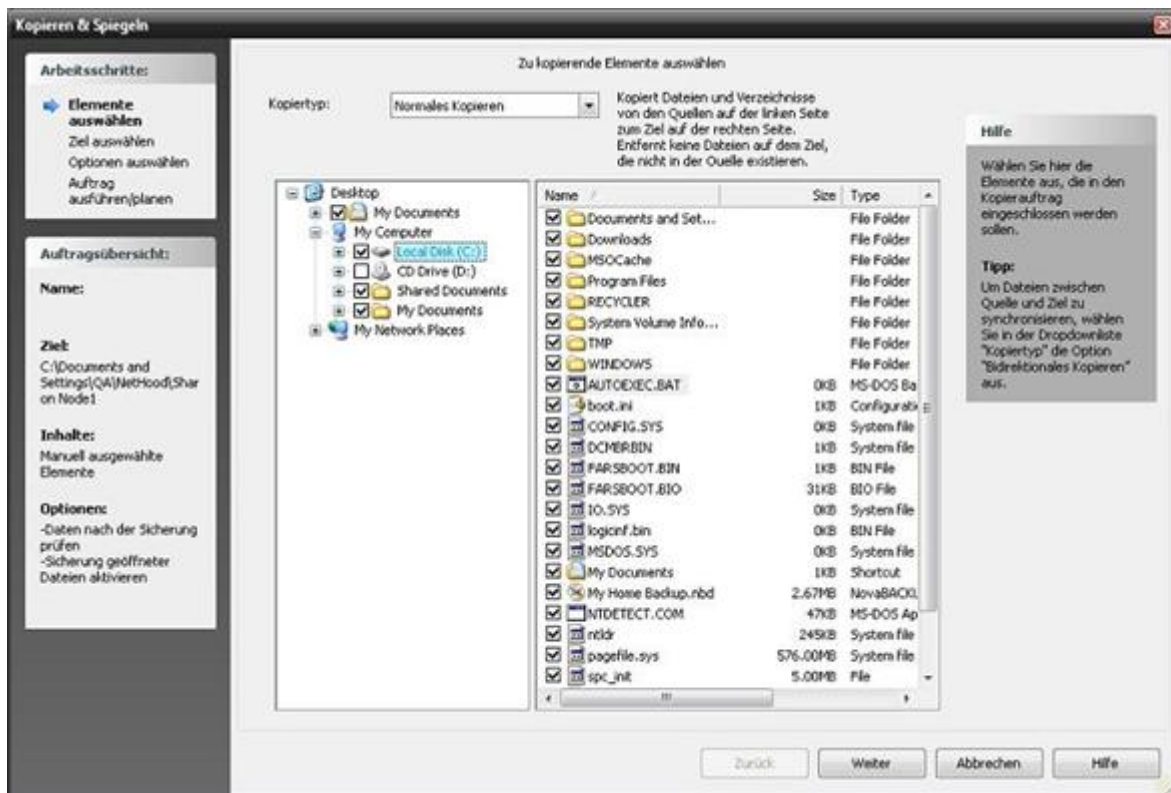 Kopieren & Spiegeln
Arbeitsschritte:
Elemente
auswählen
Ziel auswählen
Optionen auswählen
Auftrag
ausführen/planen
Auftragsübersicht:
Name:
Ziel:
C:\Documents and
Settings\QA\NetHood\Shar
on Node1
Inhalte:
Manuell ausgewählte
Elemente
Optionen:
-Daten nach der Sicherung
prüfen
-Sicherung geöffneter
Dateien aktivieren
Zu kopierende Elemente auswählen
Kopiertyp:
Normales Kopieren
Kopiert Dateien und Verzeichnisse
von den Quellen auf der linken Seite
zum Ziel auf der rechten Seite.
Entfernt keine Dateien auf dem Ziel,
die nicht in der Quelle existieren.
Desktop
My Documents
My Computer
Local Disk (C:)
CD Drive (D:)
Shared Documents
My Documents
My Network Places
Name Size Type
Documents and Set... File Folder
Downloads File Folder
MSOCache File Folder
Program Files File Folder
RECYCLER File Folder
System Volume Info... File Folder
TMP File Folder
WINDOWS File Folder
AUTOEXEC.BAT 0KB MS-DOS Ba
boot.ini 1KB Configurati
CONFIG.SYS 0KB System file
DCMBRBIN 1KB System file
FARSBOOT.BIN 1KB BIN File
FARSBOOT.BIO 31KB BIO File
IO.SYS 0KB System file
logicinf.bin 0KB BIN File
MSDOS.SYS 0KB System file
My Documents 1KB Shortcut
My Home Backup.nbd 2.67MB NovaBACKU
NTDETECT.COM 47KB MS-DOS Ap
ntldr 245KB System file
pagefile.sys 576.00MB System file
spc_init 5.00MB File
Hilfe
Wählen Sie hier die
Elemente aus, die in den
Kopierauftrag
eingeschlossen werden
sollen.
Tipp:
Um Dateien zwischen
Quelle und Ziel zu
synchronisieren, wählen
Sie in der Dropdownliste
"Kopiertyp" die Option
"Bidirektionales Kopieren"
aus.
Zurück
Weiter
Abbrechen
Hilfe